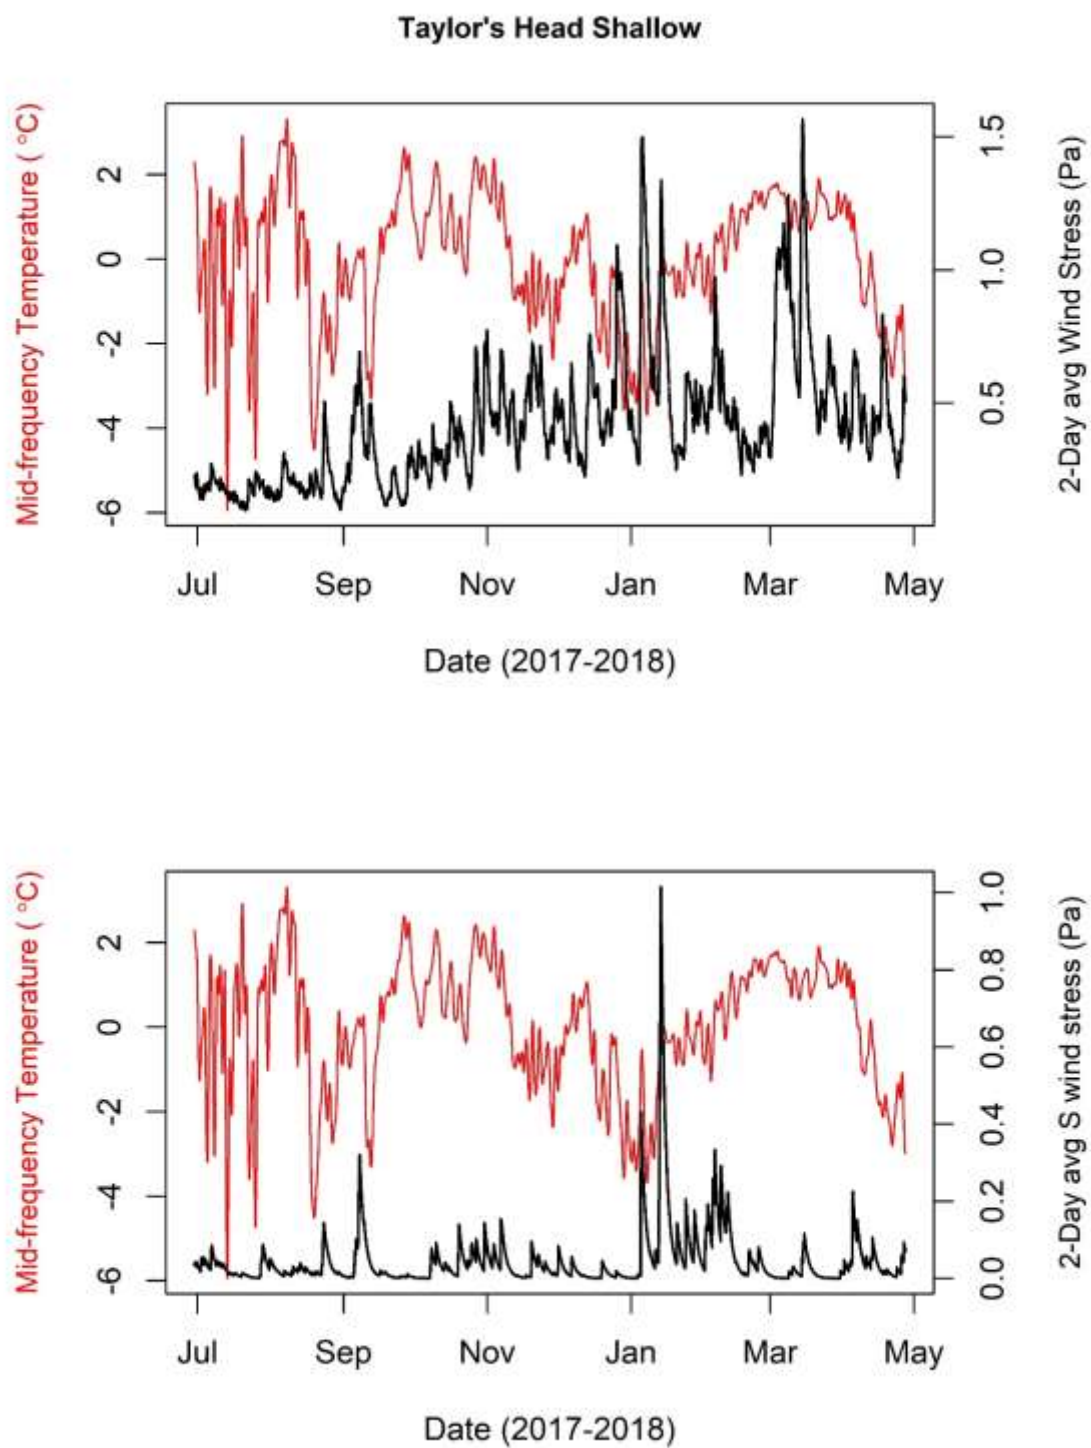 Taylor's Head Shallow
Mid-frequency Temperature ( °C)
2
0
-2
-4
-6
1.5
1.0
0.5
2-Day avg Wind Stress (Pa)
Jul Sep Nov Jan Mar May
Date (2017-2018)
Mid-frequency Temperature ( °C)
2
0
-2
-4
-6
1.0
0.8
0.6
0.4
0.2
0.0
2-Day avg S wind stress (Pa)
Jul Sep Nov Jan Mar May
Date (2017-2018)